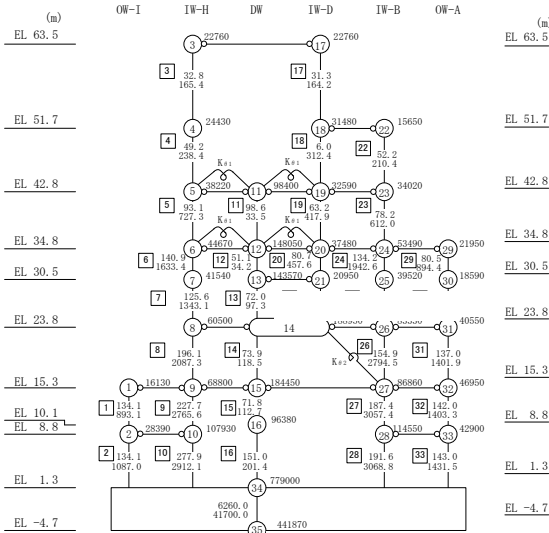 OW-I IW-H DW IW-D IW-B OW-A
(m) (m)
EL 63.5 3 22760 17 22760 EL 63.5
3 32.8 17 31.3
165.4 164.2
EL 51.7 4 24430 18 31480 22 15650 EL 51.7
4 49.2 18 6.0 22 52.2
238.4 312.4 210.4
Kθ1 Kθ1
EL 42.8 5 38220 11 98400 19 32590 23 34020 EL 42.8
5 93.1 11 98.6 19 63.2 23 78.2
727.3 33.5 417.9 612.0
Kθ1 Kθ1
EL 34.8 6 44670 12 148050 20 37480 24 53490 29 21950 EL 34.8
6 140.9 12 51.1 20 80.7 24 134.2 29 80.5
1633.4 34.2 457.6 1942.6 894.4
EL 30.5 7 41540 13 143570 21 20950 25 39520 30 18590 EL 30.5
7 125.6 13 72.0
1343.1 97.3
EL 23.8 8 60500 14 26 31 40550 EL 23.8
8 196.1 14 73.9 26 154.9 31 137.0
2087.3 118.5 Kθ2 2794.5 1401.9
EL 15.3 1 16130 9 68800 15 184450 27 86860 32 46950 EL 15.3
1 134.1 9 227.7 15 71.8 27 187.4 32 142.0
893.1 2765.6 112.7 3057.4 1403.3
EL 10.1 16 96380
EL 8.8 2 28390 10 107930 28 114550 33 42900 EL 8.8
2 134.1 10 277.9 16 151.0 28 191.6 33 143.0
1087.0 2912.1 201.4 3068.8 1431.5
EL 1.3 34 779000 EL 1.3
6260.0
41700.0
EL -4.7 35 441870 EL -4.7